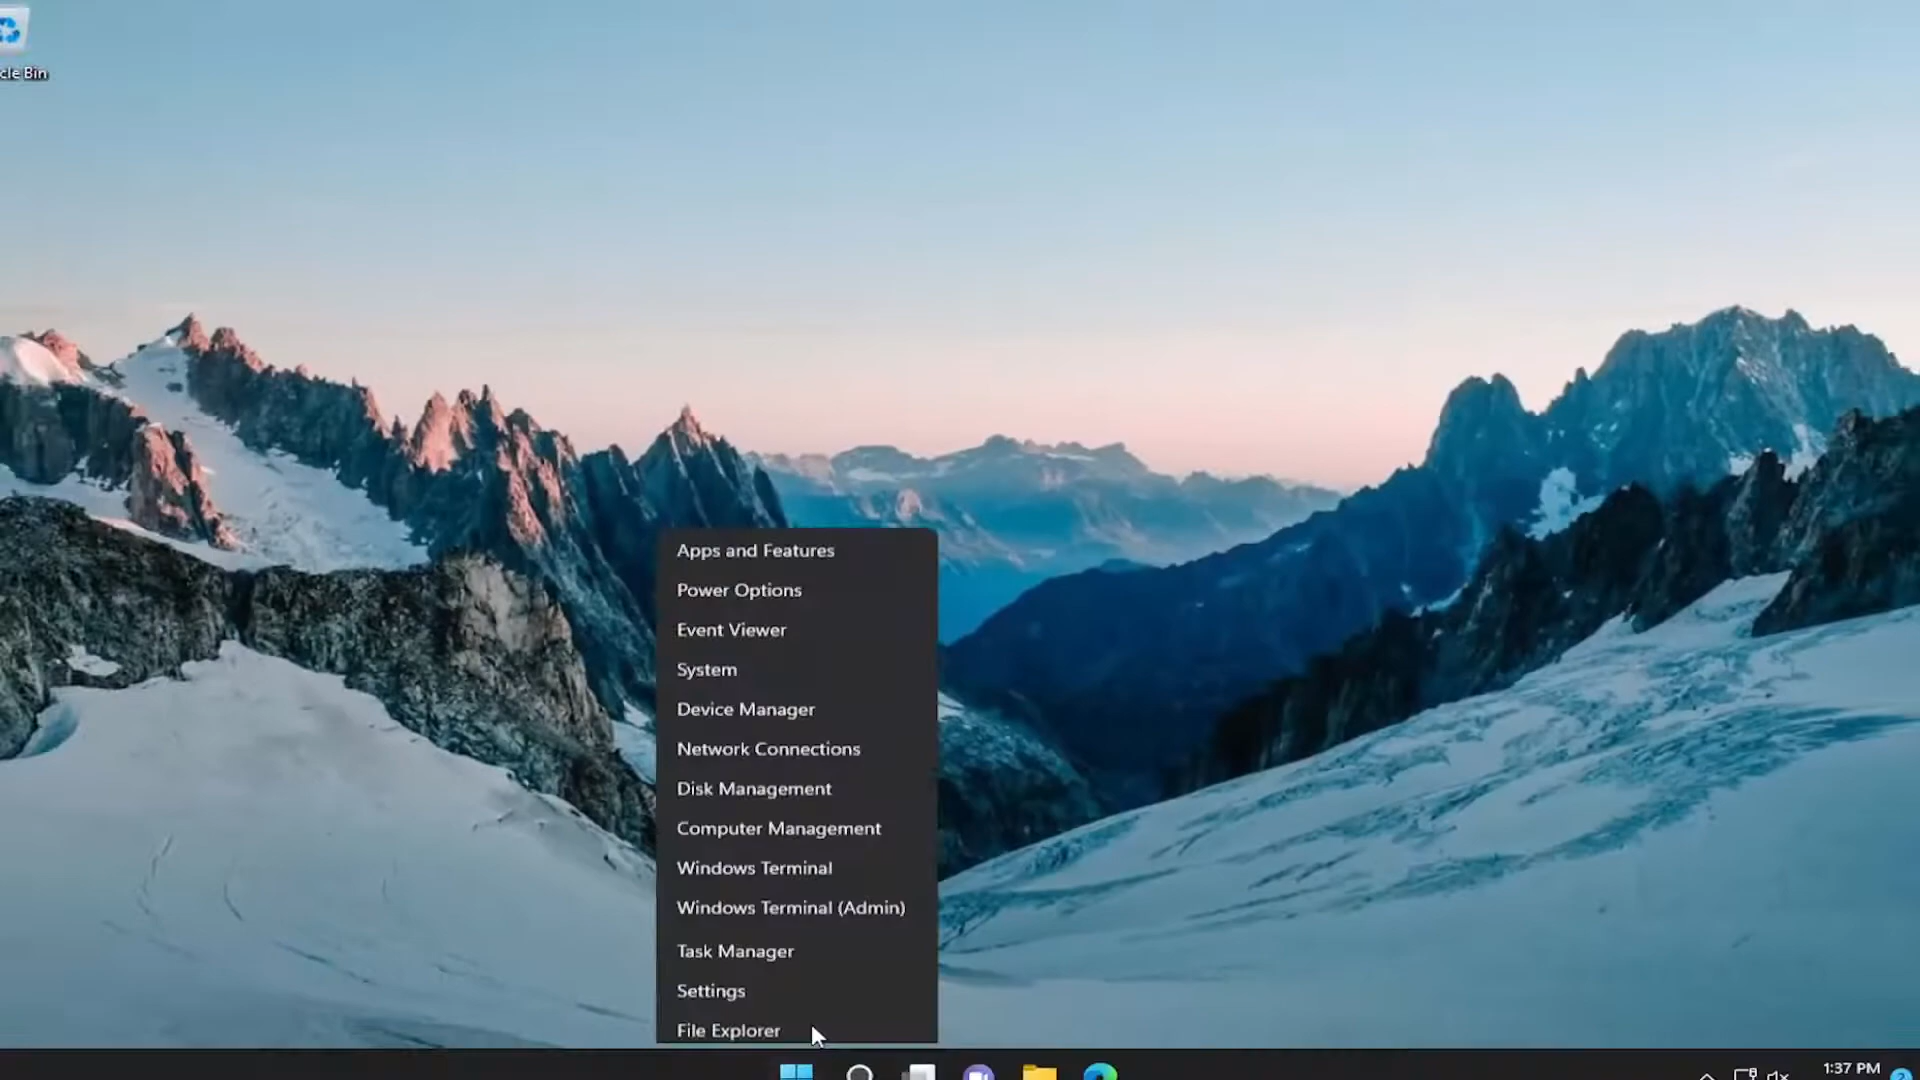 cle Bin
Apps and Features
Power Options
Event Viewer
System
Device Manager
Network Connections
Disk Management
Computer Management
Windows Terminal
Windows Terminal (Admin)
Task Manager
Settings
File Explorer
1:37 PM